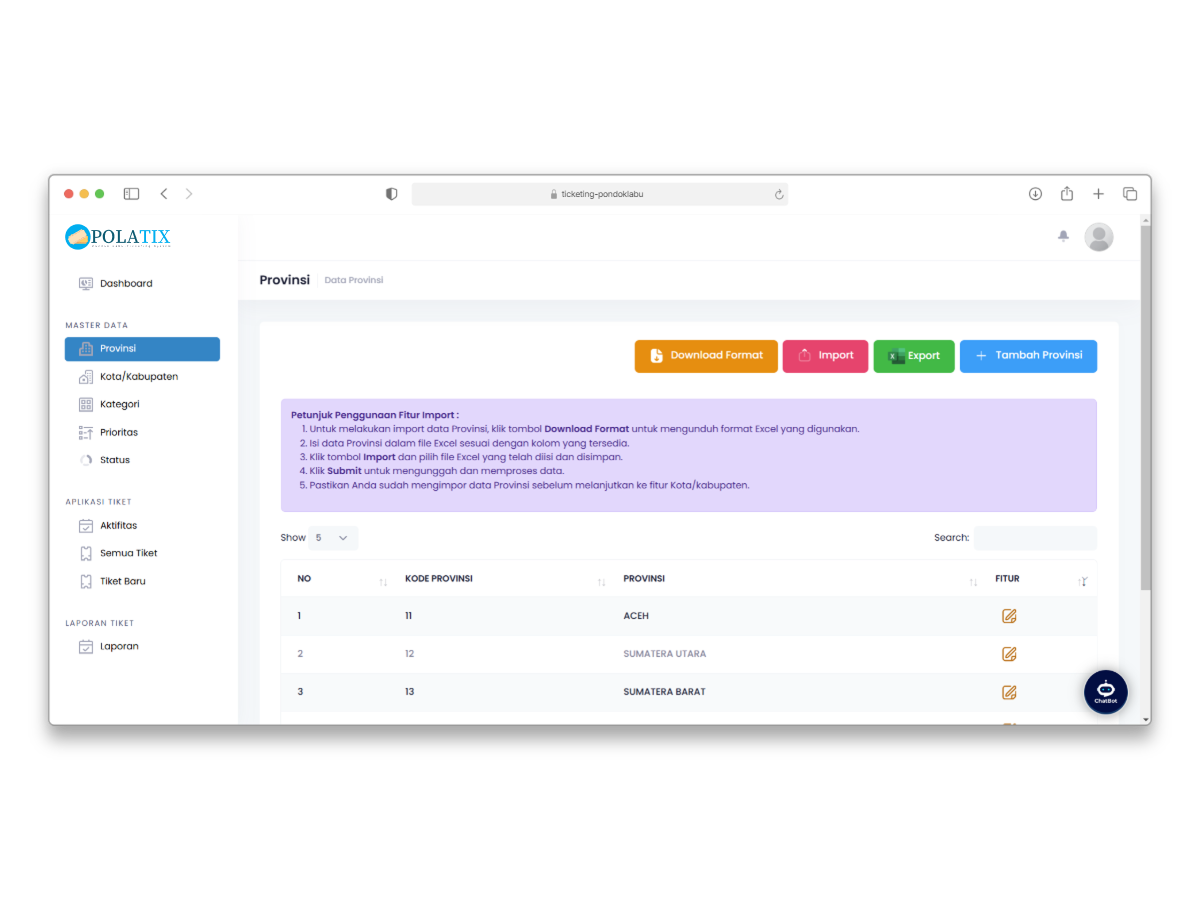 ticketing-pondoklabu
POLATIX
Dashboard
MASTER DATA
Provinsi
Kota/Kabupaten
Kategori
Prioritas
Status
APLIKASI TIKET
Aktifitas
Semua Tiket
Tiket Baru
LAPORAN TIKET
Laporan
Provinsi Data Provinsi
Download Format Import Export Tambah Provinsi
Petunjuk Penggunaan Fitur Import :
1. Untuk melakukan import data Provinsi, klik tombol Download Format untuk mengunduh format Excel yang digunakan.
2. Isi data Provinsi dalam file Excel sesuai dengan kolom yang tersedia.
3. Klik tombol Import dan pilih file Excel yang telah diisi dan disimpan.
4. Klik Submit untuk mengunggah dan memproses data.
5. Pastikan Anda sudah mengimpor data Provinsi sebelum melanjutkan ke fitur Kota/kabupaten.
Show 5 Search:
NO KODE PROVINSI PROVINSI FITUR
1 11 ACEH
2 12 SUMATERA UTARA
3 13 SUMATERA BARAT
ChatBot